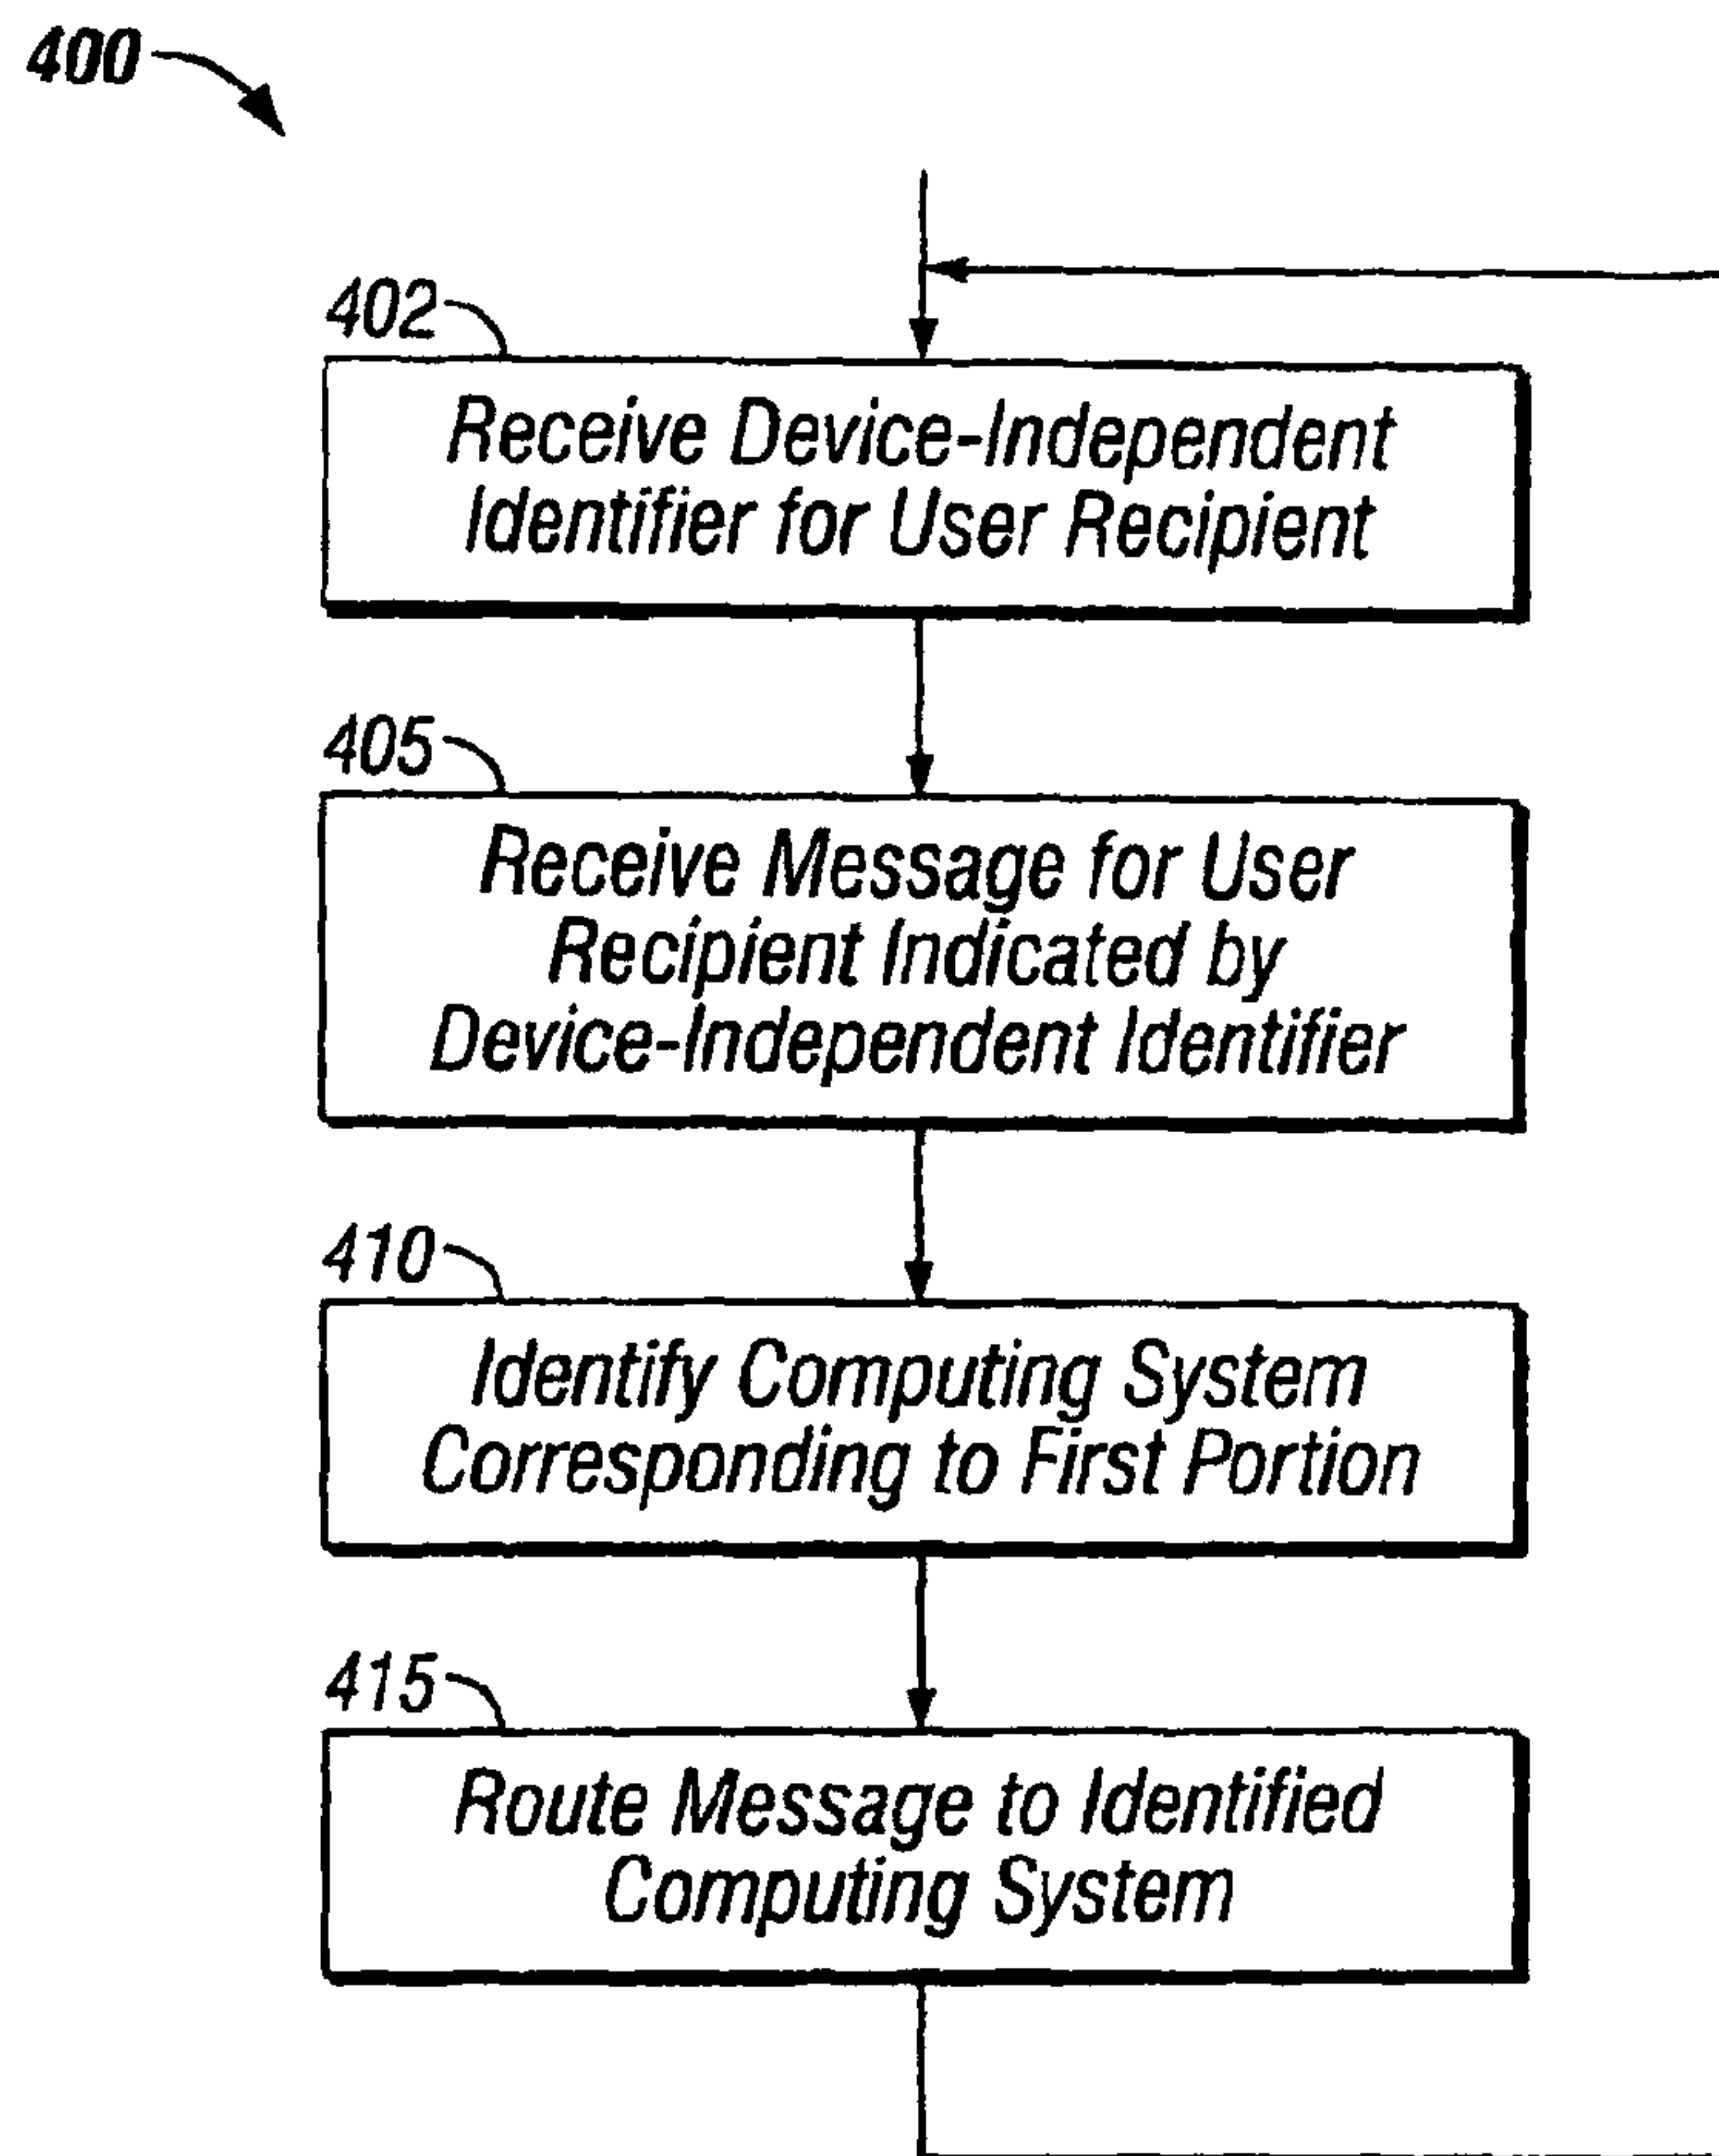 400
402
Receive Device-Independent
Identifier for User Recipient
405
Receive Message for User
Recipient Indicated by
Device-Independent Identifier
410
Identify Computing System
Corresponding to First Portion
415
Route Message to Identified
Computing System